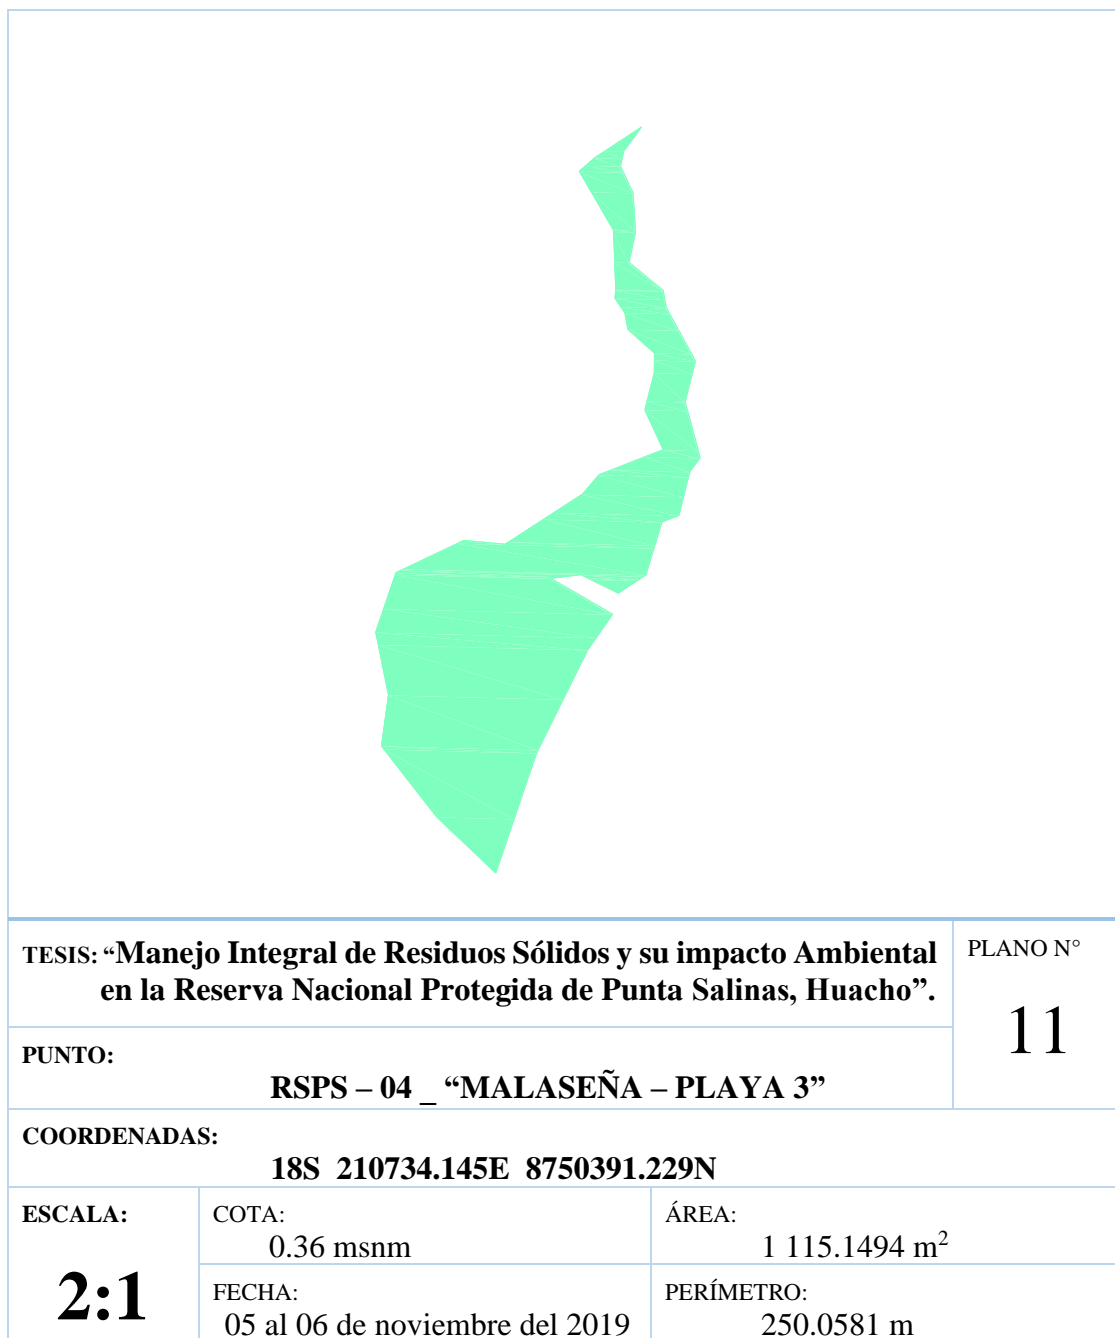 TESIS: “Manejo Integral de Residuos Sólidos y su impacto Ambiental
en la Reserva Nacional Protegida de Punta Salinas, Huacho”.
PLANO N°
11
PUNTO:
RSPS – 04 _ “MALASEÑA – PLAYA 3”
COORDENADAS:
18S 210734.145E 8750391.229N
ESCALA:
2:1
COTA:
0.36 msnm
ÁREA:
1 115.1494 m²
FECHA:
05 al 06 de noviembre del 2019
PERÍMETRO:
250.0581 m